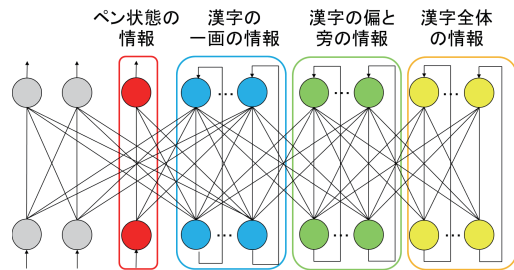 ペン状態の
情報
漢字の
一画の情報
漢字の偏と
旁の情報
漢字全体
の情報